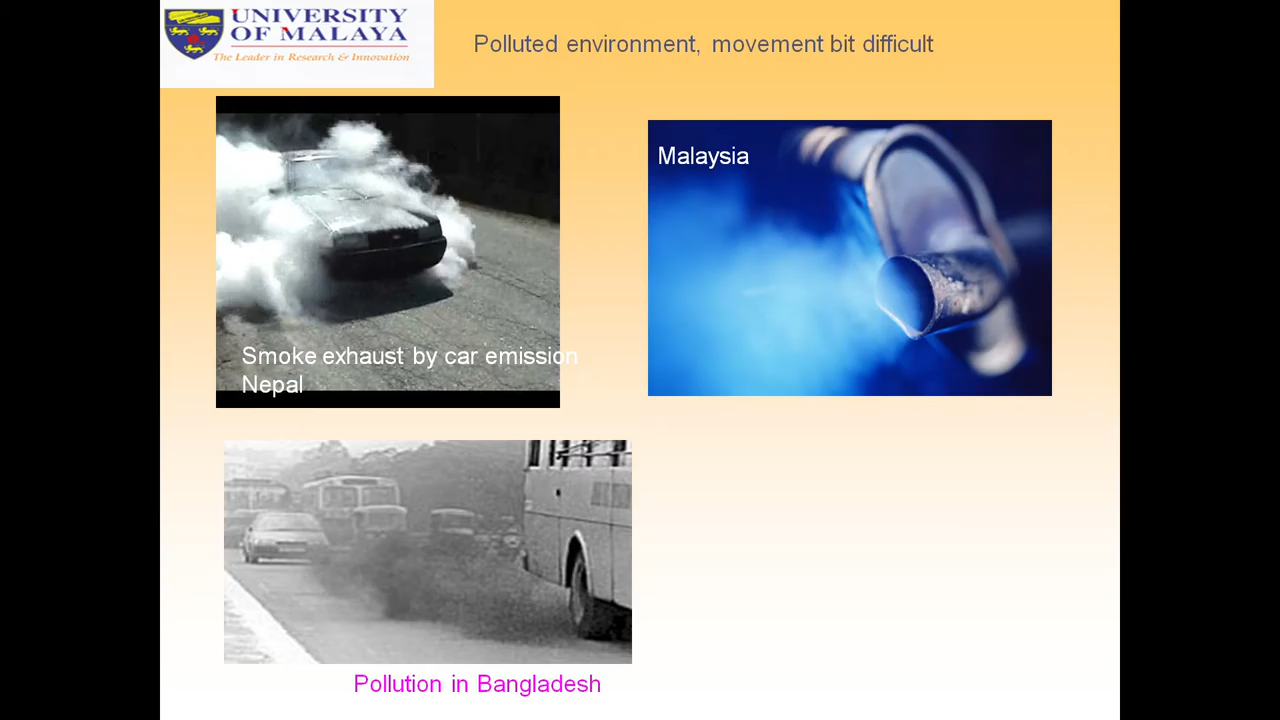 UNIVERSITY
OF MALAYA
The Leader in Research & Innovation
Polluted environment, movement bit difficult
Malaysia
Smoke exhaust by car emission
Nepal
Pollution in Bangladesh